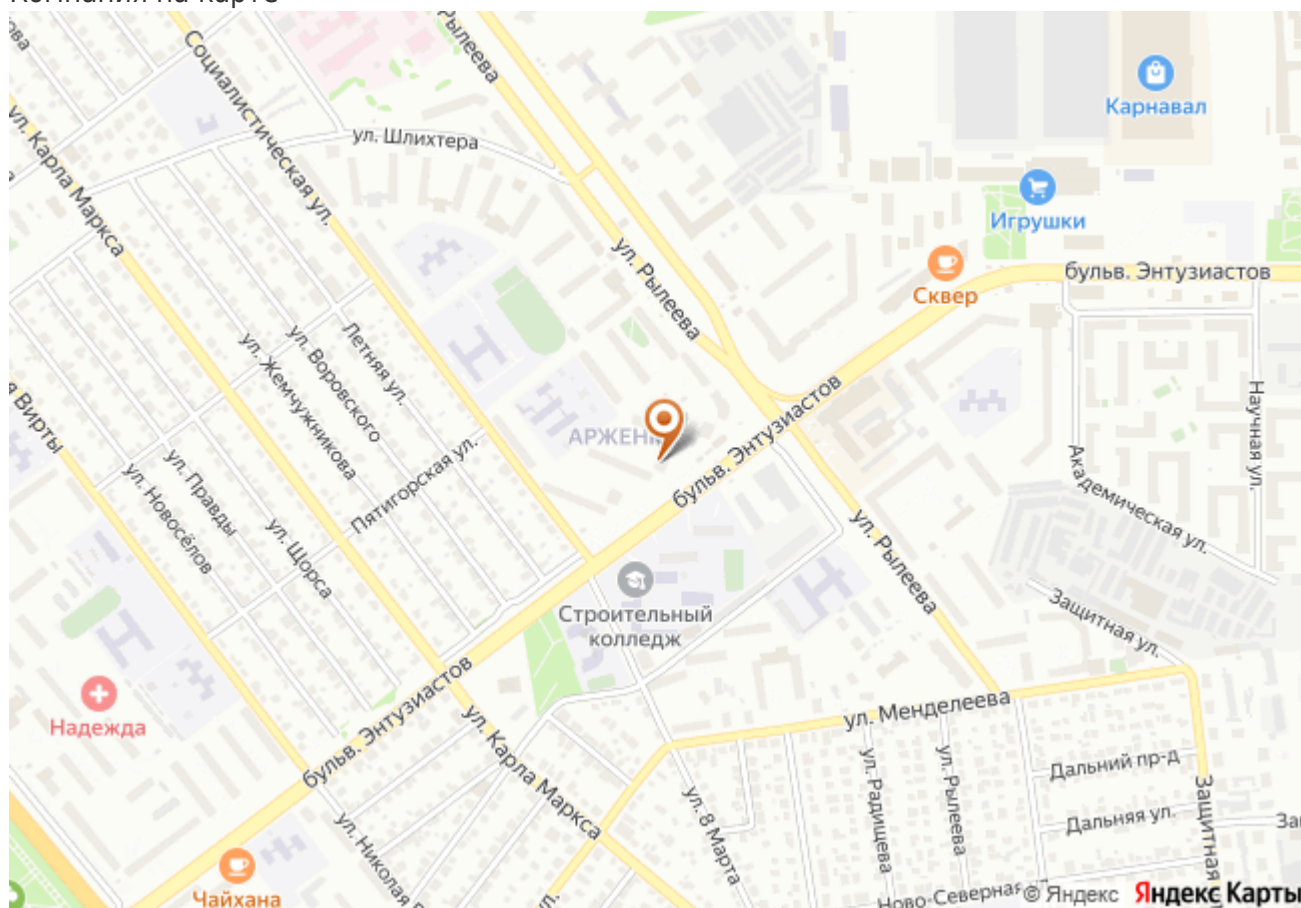 Компания на карте
Рылеева
Социалистическая ул.
ул. Шлихтера
Карнавал
ул. Карла Маркса
Игрушки
бульв. Энтузиастов
Сквер
ул. Рылеева
Летняя ул.
ул. Воровского
ул. Жемчужникова
Пятигорская ул.
бульв. Энтузиастов
Научная ул.
Академическая ул.
Вирты
ул. Правды
ул. Новосёлов
ул. Щорса
ул. Рылеева
Строительный
колледж
Защитная ул.
Надежда
бульв. Энтузиастов
ул. Карла Маркса
ул. Менделеева
ул. Радищева
ул. Рылеева
Дальний пр-д
Дальняя ул.
Защитная
ул. 8 Марта
ул. Николая
Чайхана
Ново-Северная
© Яндекс Яндекс Карты